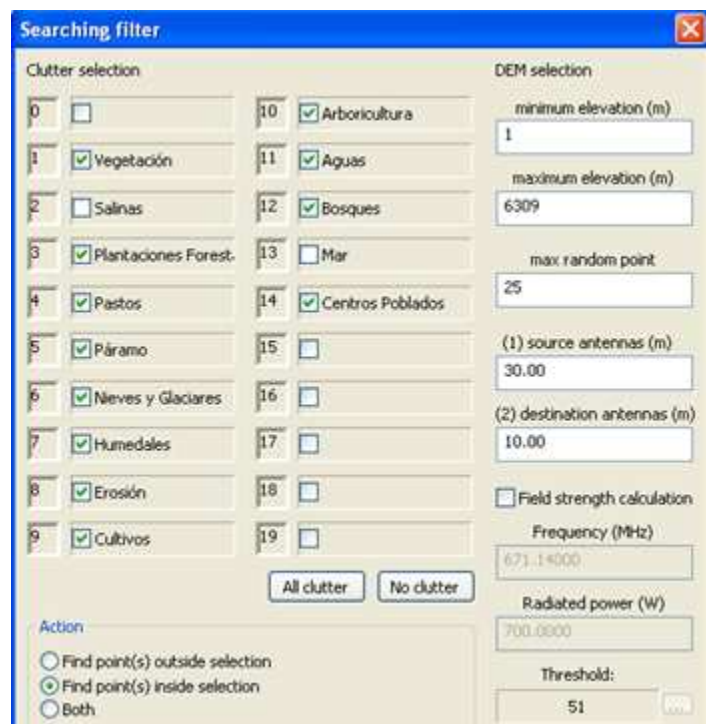 Searching filter
Clutter selection
0
1 Vegetación
2 Salinas
3 Plantaciones Forest.
4 Pastos
5 Páramo
6 Nieves y Glaciares
7 Humedales
8 Erosión
9 Cultivos
10 Arboricultura
11 Aguas
12 Bosques
13 Mar
14 Centros Poblados
15
16
17
18
19
All clutter No clutter
Action
Find point(s) outside selection
Find point(s) inside selection
Both
DEM selection
minimum elevation (m)
1
maximum elevation (m)
6309
max random point
25
(1) source antennas (m)
30.00
(2) destination antennas (m)
10.00
Field strength calculation
Frequency (MHz)
671.14000
Radiated power (W)
700.0000
Threshold:
51 ...